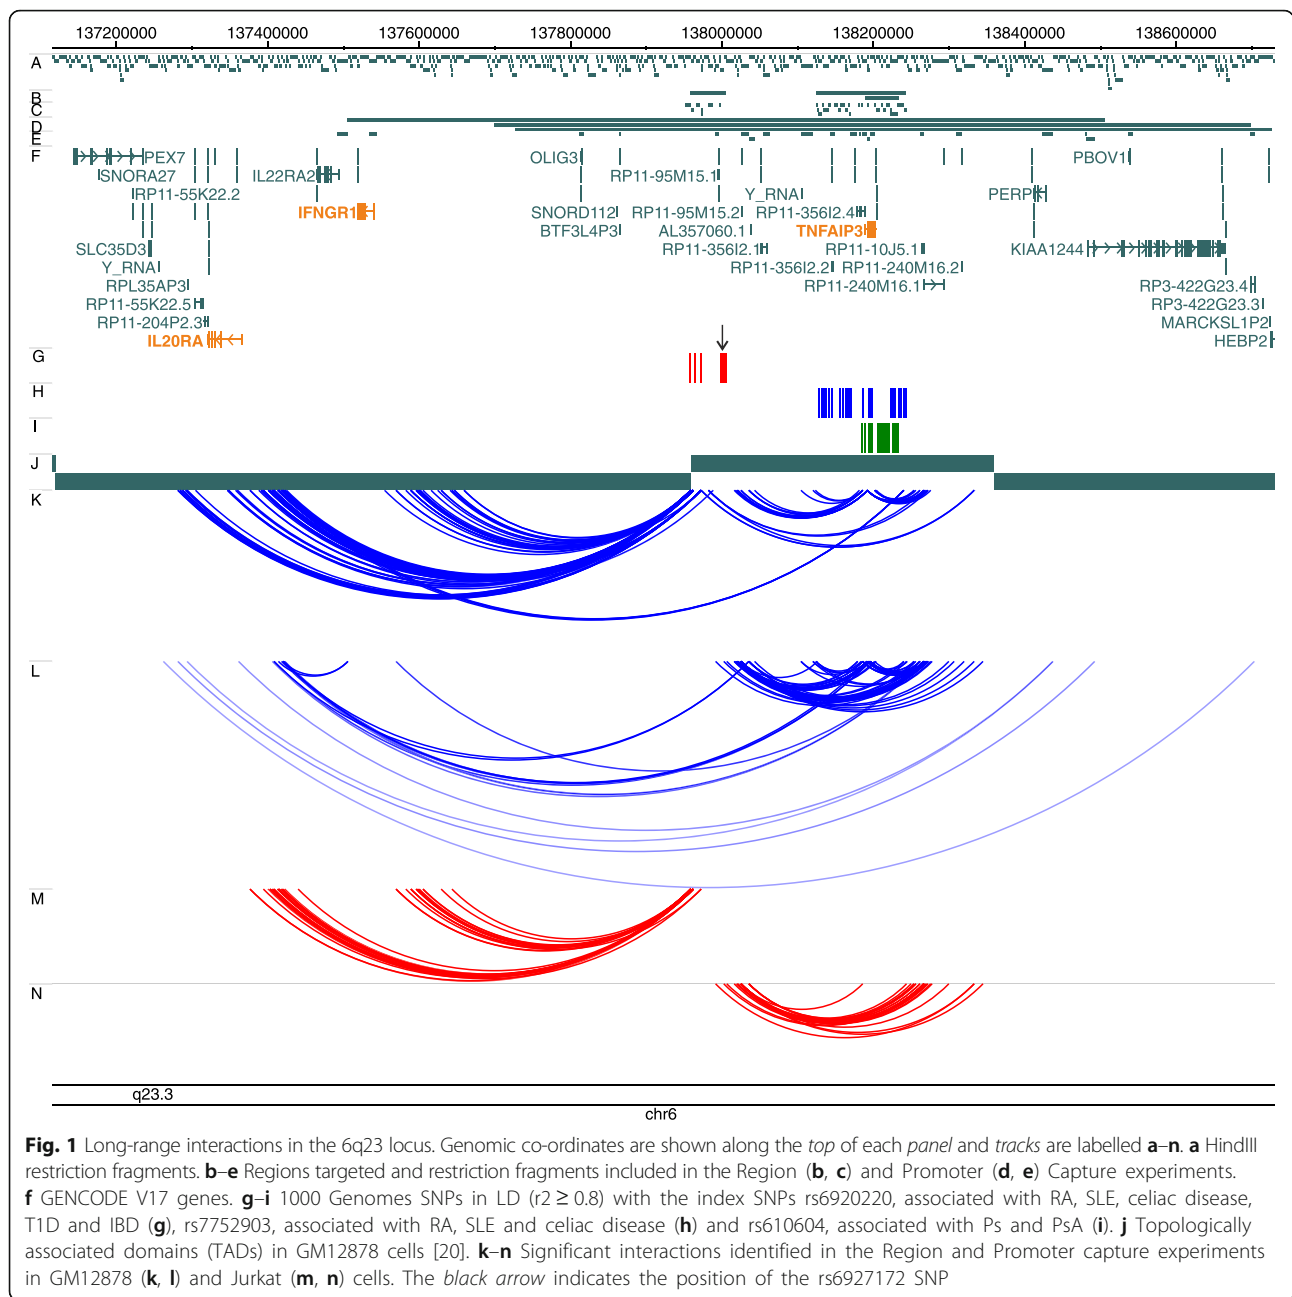 137200000 137400000 137600000 137800000 138000000 138200000 138400000 138600000
A
B
C
D
E
F
PEX7 OLIG3 PBOV1
SNORA27 IL22RA2 RP11-95M15.1
RP11-55K22.2 Y_RNA PERP
IFNGR1 SNORD112 RP11-95M15.2 RP11-356I2.4
BTF3L4P3 AL357060.1 TNFAIP3
SLC35D3 RP11-356I2.1 RP11-10J5.1 KIAA1244
Y_RNA RP11-356I2.2 RP11-240M16.2
RPL35AP3 RP11-240M16.1 RP3-422G23.4
RP11-55K22.5 RP3-422G23.3
RP11-204P2.3 MARCKSL1P2
IL20RA HEBP2
G
H
I
J
K
L
M
N
q23.3
chr6
Fig. 1 Long-range interactions in the 6q23 locus. Genomic co-ordinates are shown along the top of each panel and tracks are labelled a–n. a HindIII
restriction fragments. b–e Regions targeted and restriction fragments included in the Region (b, c) and Promoter (d, e) Capture experiments.
f GENCODE V17 genes. g–i 1000 Genomes SNPs in LD (r2 ≥ 0.8) with the index SNPs rs6920220, associated with RA, SLE, celiac disease,
T1D and IBD (g), rs7752903, associated with RA, SLE and celiac disease (h) and rs610604, associated with Ps and PsA (i). j Topologically
associated domains (TADs) in GM12878 cells [20]. k–n Significant interactions identified in the Region and Promoter capture experiments
in GM12878 (k, l) and Jurkat (m, n) cells. The black arrow indicates the position of the rs6927172 SNP